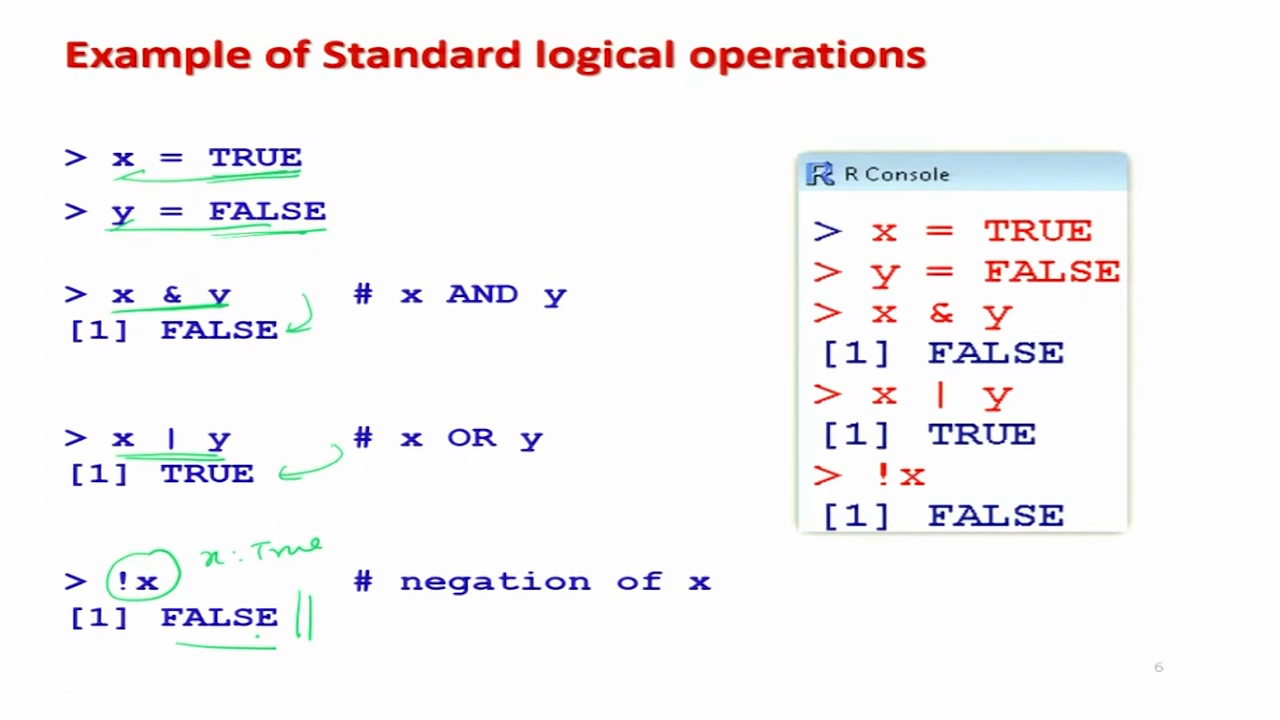 Example of Standard logical operations
> x = TRUE
> y = FALSE
> x & y # x AND y
[1] FALSE
> x | y # x OR y
[1] TRUE
x : True
> !x # negation of x
[1] FALSE
R Console
> x = TRUE
> y = FALSE
> x & y
[1] FALSE
> x | y
[1] TRUE
> !x
[1] FALSE
6